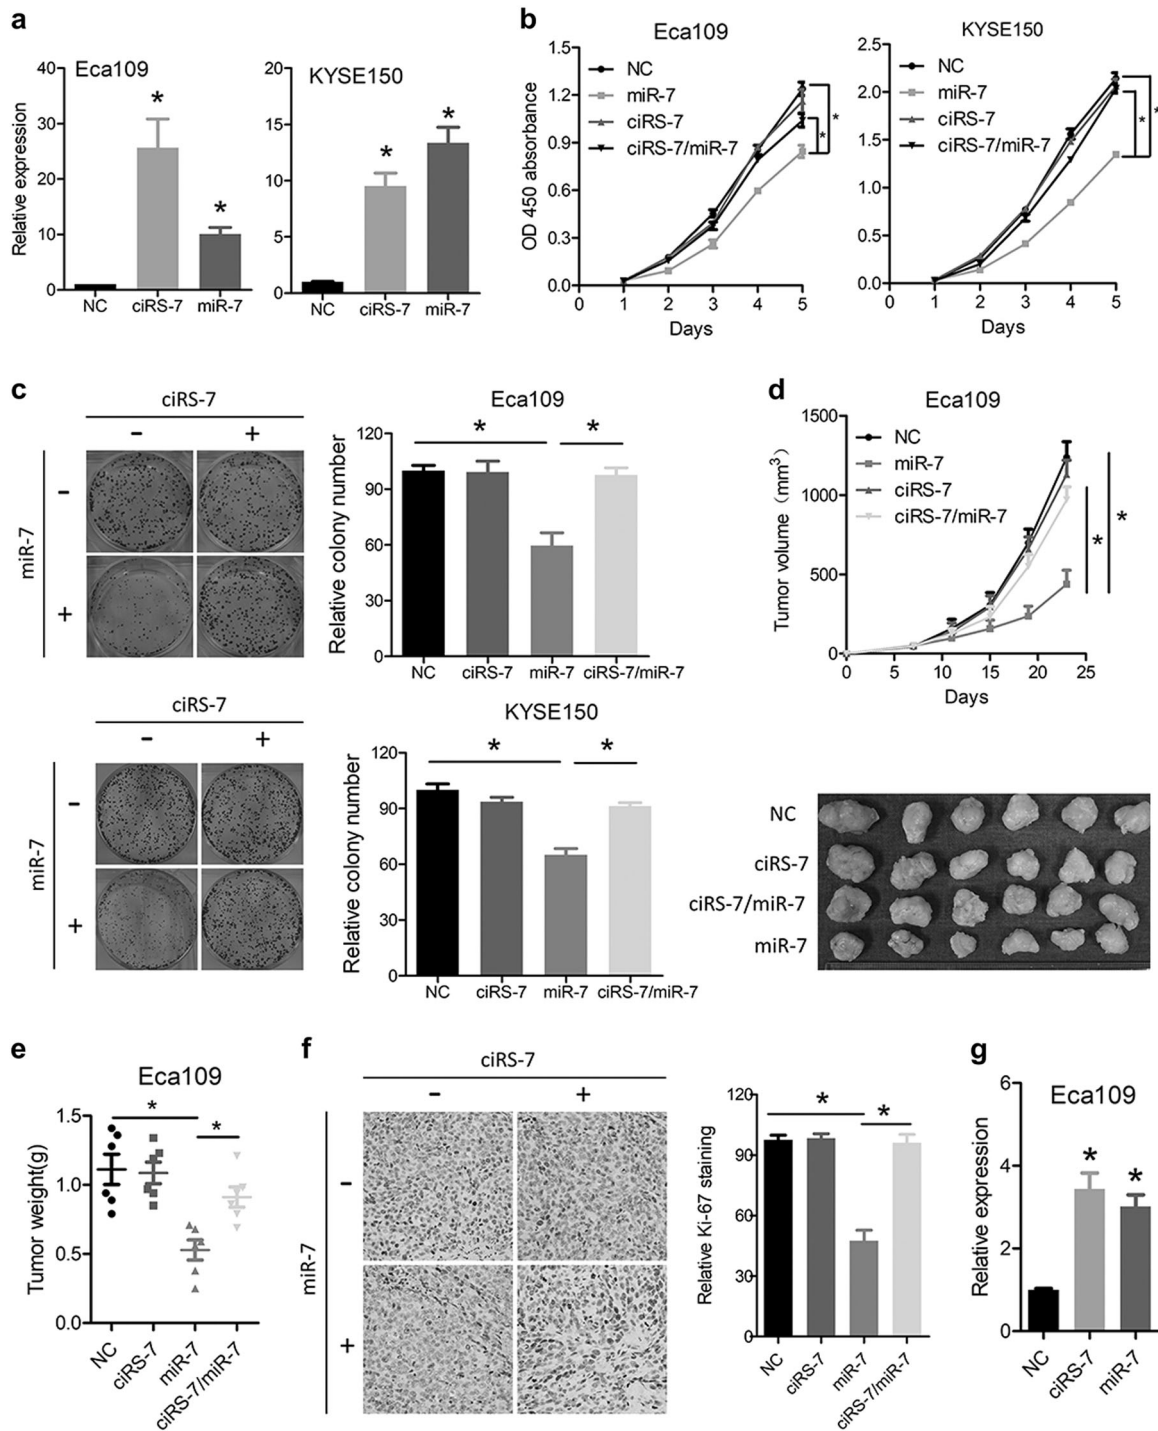 a
Eca109
Relative expression
40
30
20
10
0
*
*
NC
ciRS-7
miR-7
KYSE150
20
15
10
5
0
*
*
NC
ciRS-7
miR-7
b
Eca109
OD 450 absorbance
1.5
1.2
0.9
0.6
0.3
0.0
NC
miR-7
ciRS-7
ciRS-7/miR-7
*
*
0 1 2 3 4 5
Days
KYSE150
2.5
2.0
1.5
1.0
0.5
0.0
NC
miR-7
ciRS-7
ciRS-7/miR-7
*
*
0 1 2 3 4 5
Days
c
ciRS-7
− +
miR-7
−
+
Eca109
Relative colony number
120
90
60
30
0
* *
NC ciRS-7 miR-7 ciRS-7/miR-7
ciRS-7
− +
miR-7
−
+
KYSE150
Relative colony number
120
90
60
30
0
* *
NC ciRS-7 miR-7 ciRS-7/miR-7
d
Eca109
Tumor volume (mm³)
1500
1000
500
0
NC
miR-7
ciRS-7
ciRS-7/miR-7
*
*
0 5 10 15 20 25
Days
NC
ciRS-7
ciRS-7/miR-7
miR-7
e
Eca109
Tumor weight(g)
1.5
1.0
0.5
0.0
*
*
NC
ciRS-7
miR-7
ciRS-7/miR-7
f
ciRS-7
− +
miR-7
−
+
Relative Ki-67 staining
120
90
60
30
0
* *
NC
ciRS-7
miR-7
ciRS-7/miR-7
g
Eca109
Relative expression
6
4
2
0
*
*
NC
ciRS-7
miR-7